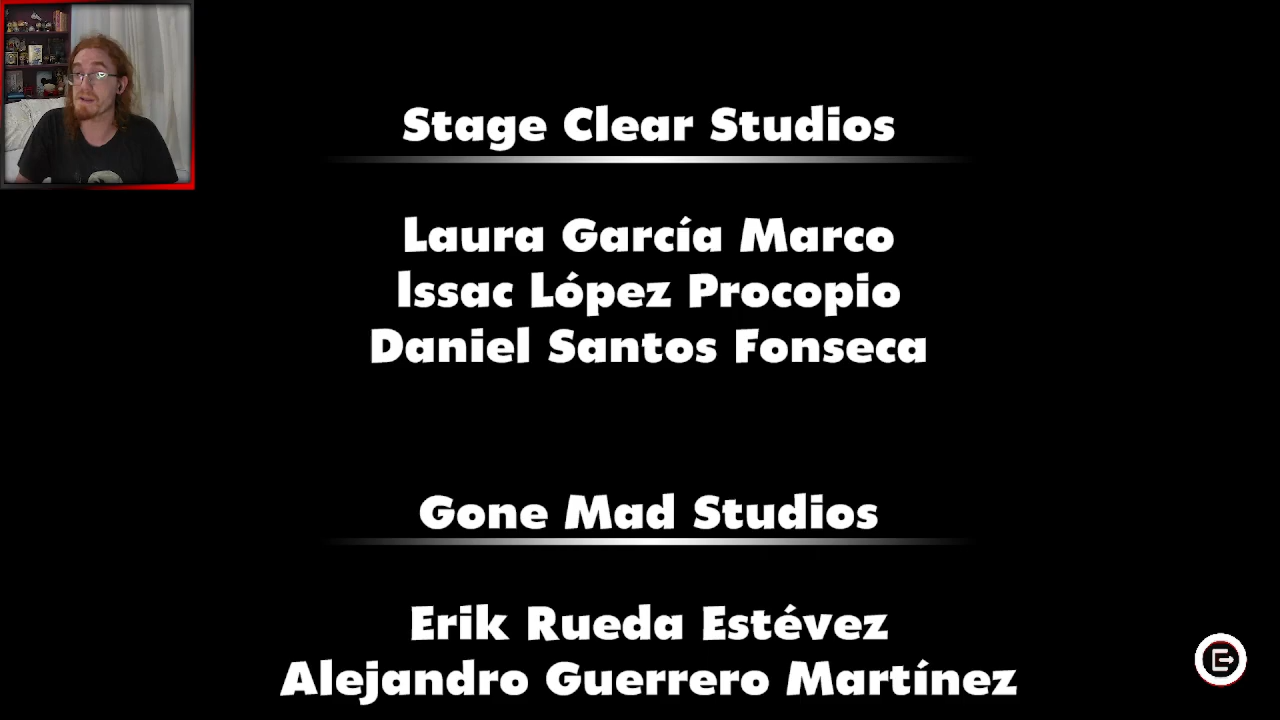 Stage Clear Studios
Laura García Marco
Issac López Procopio
Daniel Santos Fonseca
Gone Mad Studios
Erik Rueda Estévez
Alejandro Guerrero Martínez